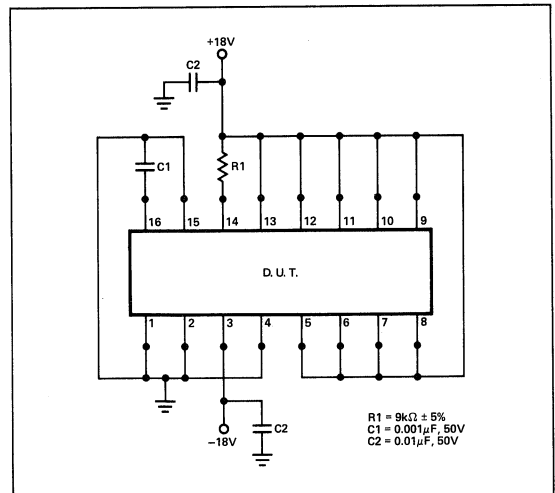 +18V
C2
C1
R1
16 15 14 13 12 11 10 9
D.U.T.
1 2 3 4 5 6 7 8
−18V
C2
R1 = 9kΩ ± 5%
C1 = 0.001μF, 50V
C2 = 0.01μF, 50V